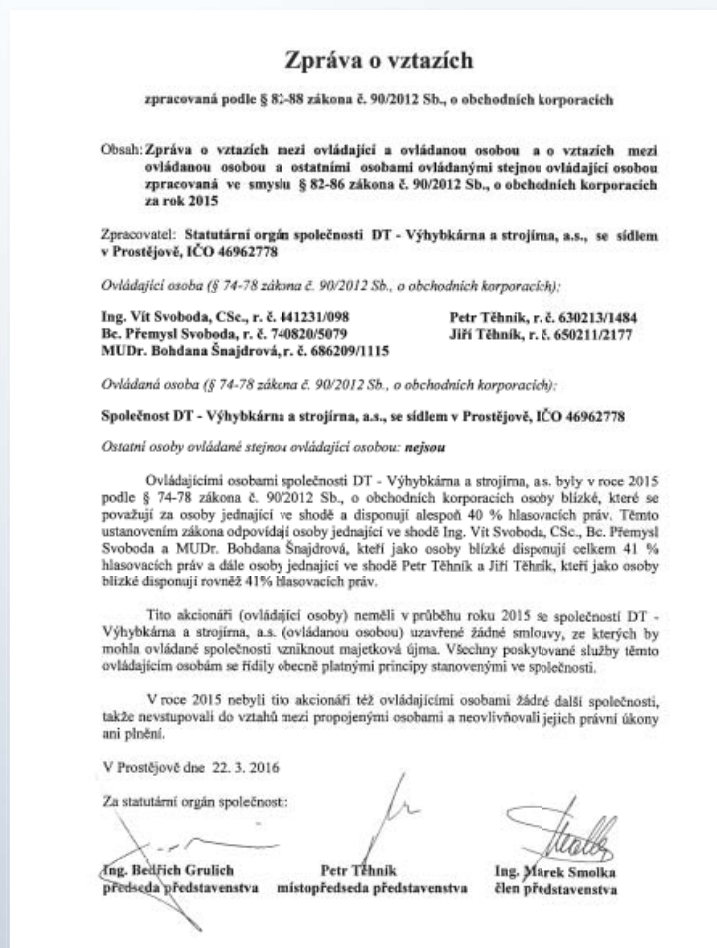 Zpráva o vztazích
zpracovaná podle § 82-88 zákona č. 90/2012 Sb., o obchodních korporacích
Obsah: Zpráva o vztazích mezi ovládající a ovládanou osobou a o vztazích mezi
ovládanou osobou a ostatními osobami ovládanými stejnou ovládající osobou
zpracovaná ve smyslu § 82-86 zákona č. 90/2012 Sb., o obchodních korporacích
za rok 2015
Zpracovatel: Statutární orgán společnosti DT - Výhybkárna a strojírna, a.s., se sídlem
v Prostějově, IČO 46962778
Ovládající osoba (§ 74-78 zákona č. 90/2012 Sb., o obchodních korporacích):
Ing. Vít Svoboda, CSc., r. č. 441231/098 Petr Těhník, r. č. 630213/1484
Bc. Přemysl Svoboda, r. č. 740820/5079 Jiří Těhník, r. č. 650211/2177
MUDr. Bohdana Šnajdrová, r. č. 686209/1115
Ovládaná osoba (§ 74-78 zákona č. 90/2012 Sb., o obchodních korporacích):
Společnost DT - Výhybkárna a strojírna, a.s., se sídlem v Prostějově, IČO 46962778
Ostatní osoby ovládané stejnou ovládající osobou: nejsou
Ovládajícími osobami společnosti DT - Výhybkárna a strojírna, as. byly v roce 2015
podle § 74-78 zákona č. 90/2012 Sb., o obchodních korporacích osoby blízké, které se
považují za osoby jednající ve shodě a disponují alespoň 40 % hlasovacích práv. Těmto
ustanovením zákona odpovídají osoby jednající ve shodě Ing. Vít Svoboda, CSc., Bc. Přemysl
Svoboda a MUDr. Bohdana Šnajdrová, kteří jako osoby blízké disponují celkem 41 %
hlasovacích práv a dále osoby jednající ve shodě Petr Těhník a Jiří Těhník, kteří jako osoby
blízké disponují rovněž 41% hlasovacích práv.
Tito akcionáři (ovládající osoby) neměli v průběhu roku 2015 se společností DT -
Výhybkárna a strojírna, a.s. (ovládanou osobou) uzavřené žádné smlouvy, ze kterých by
mohla ovládané společnosti vzniknout majetková újma. Všechny poskytované služby těmto
ovládajícím osobám se řídily obecně platnými principy stanovenými ve společnosti.
V roce 2015 nebyli tito akcionáři též ovládajícími osobami žádné další společnosti,
takže nevstupovali do vztahů mezi propojenými osobami a neovlivňovali jejich právní úkony
ani plnění.
V Prostějově dne 22. 3. 2016
Za statutární orgán společnost:
Ing. Bedřich Grulich Petr Těhník Ing. Marek Smolka
předseda představenstva místopředseda představenstva člen představenstva